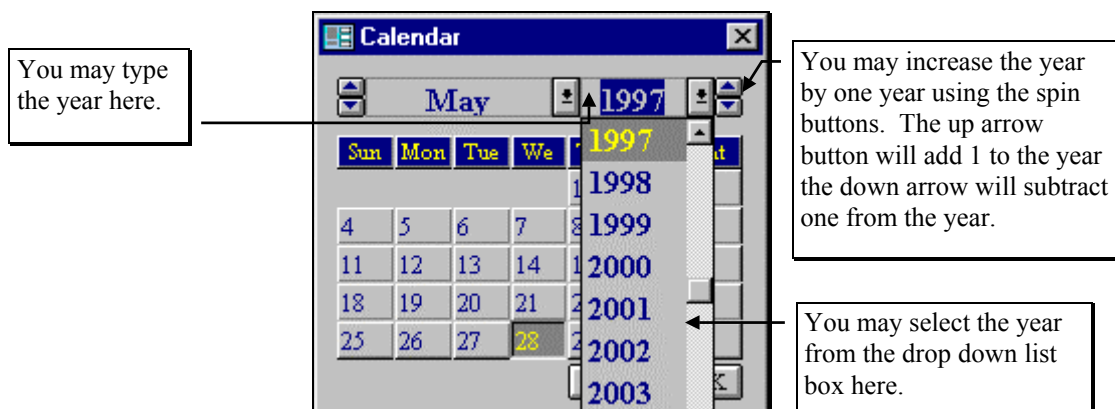 Calendar
You may type
the year here.
May 1997
You may increase the year
by one year using the spin
buttons. The up arrow
button will add 1 to the year
the down arrow will subtract
one from the year.
Sun Mon Tue We
4 5 6 7
11 12 13 14
18 19 20 21
25 26 27 28
1997
1998
1999
2000
2001
2002
2003
You may select the year
from the drop down list
box here.